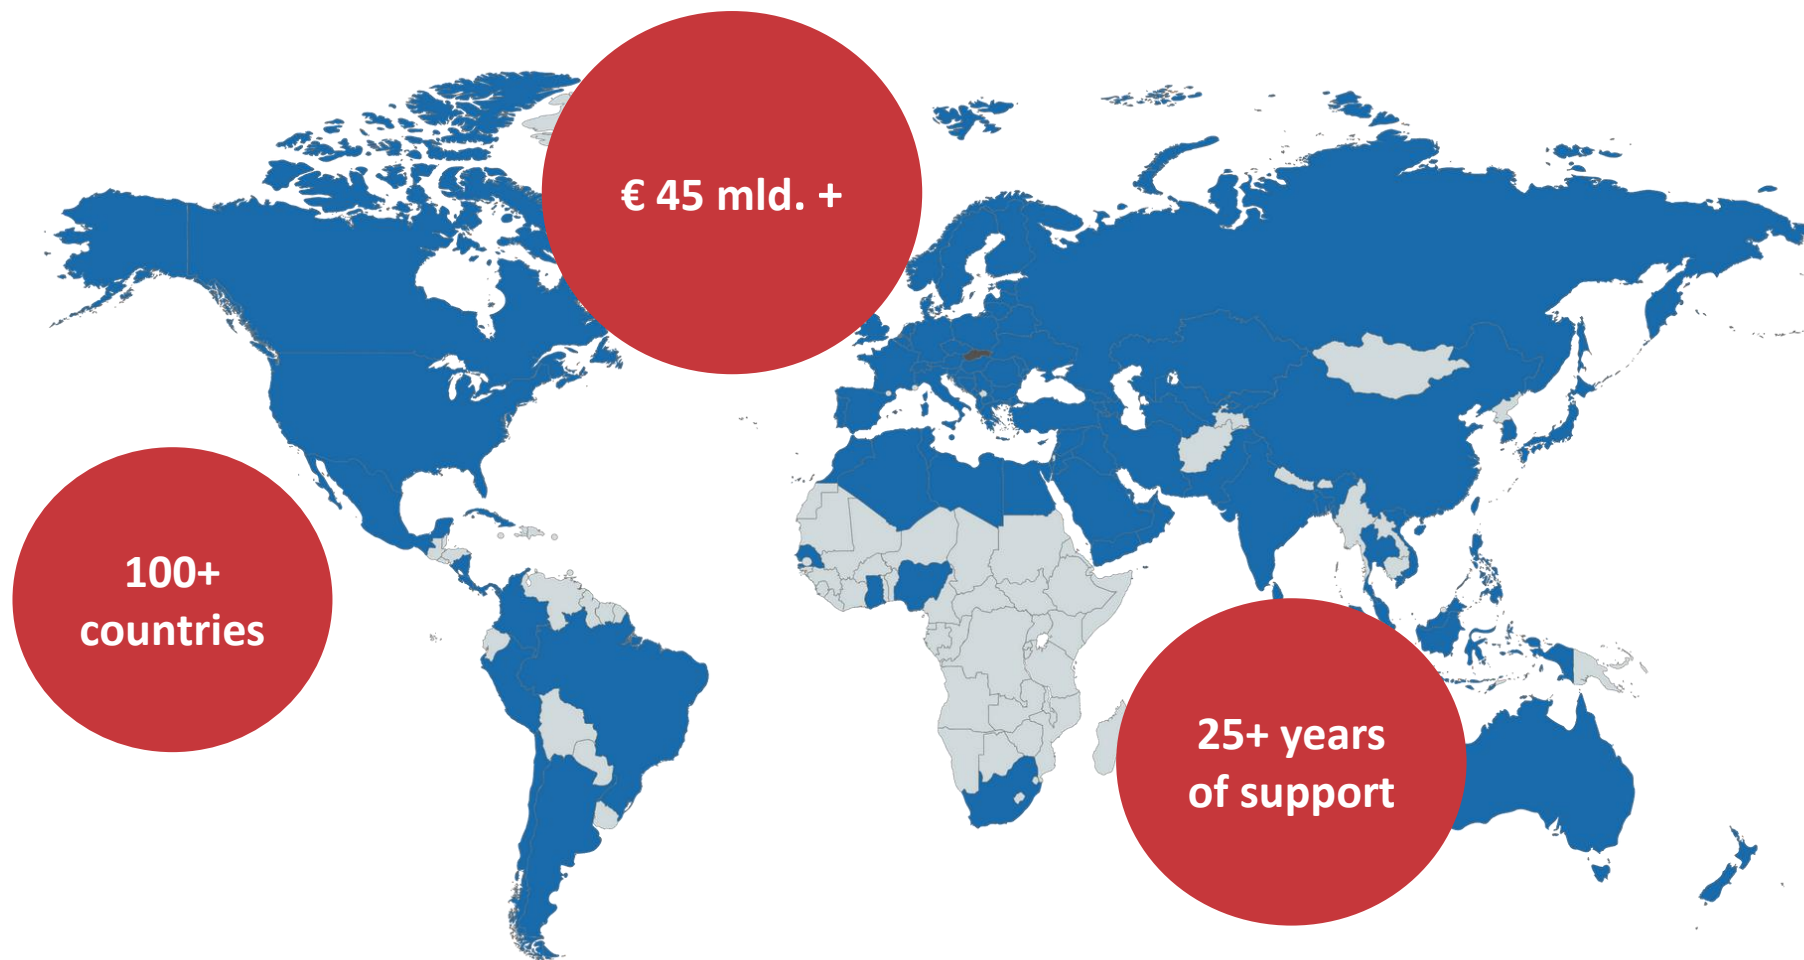 € 45 mld. +
100+
countries
25+ years
of support